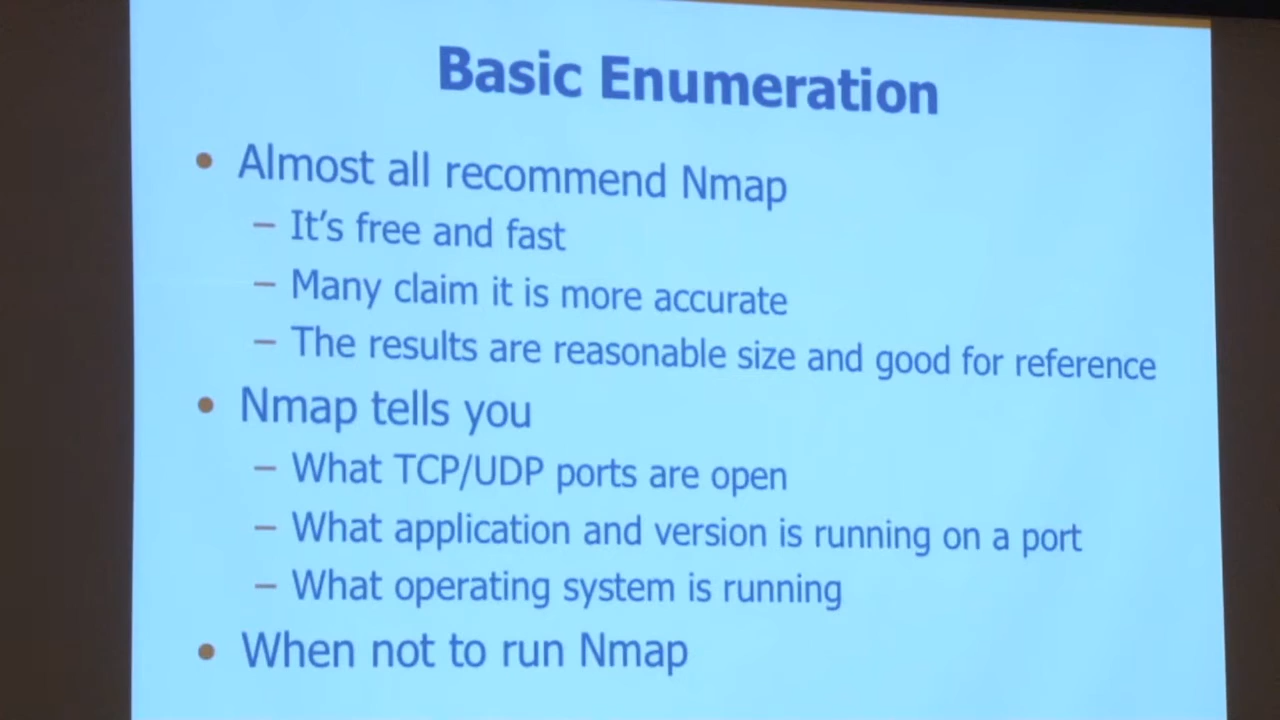 Basic Enumeration
• Almost all recommend Nmap
– It's free and fast
– Many claim it is more accurate
– The results are reasonable size and good for reference
• Nmap tells you
– What TCP/UDP ports are open
– What application and version is running on a port
– What operating system is running
• When not to run Nmap